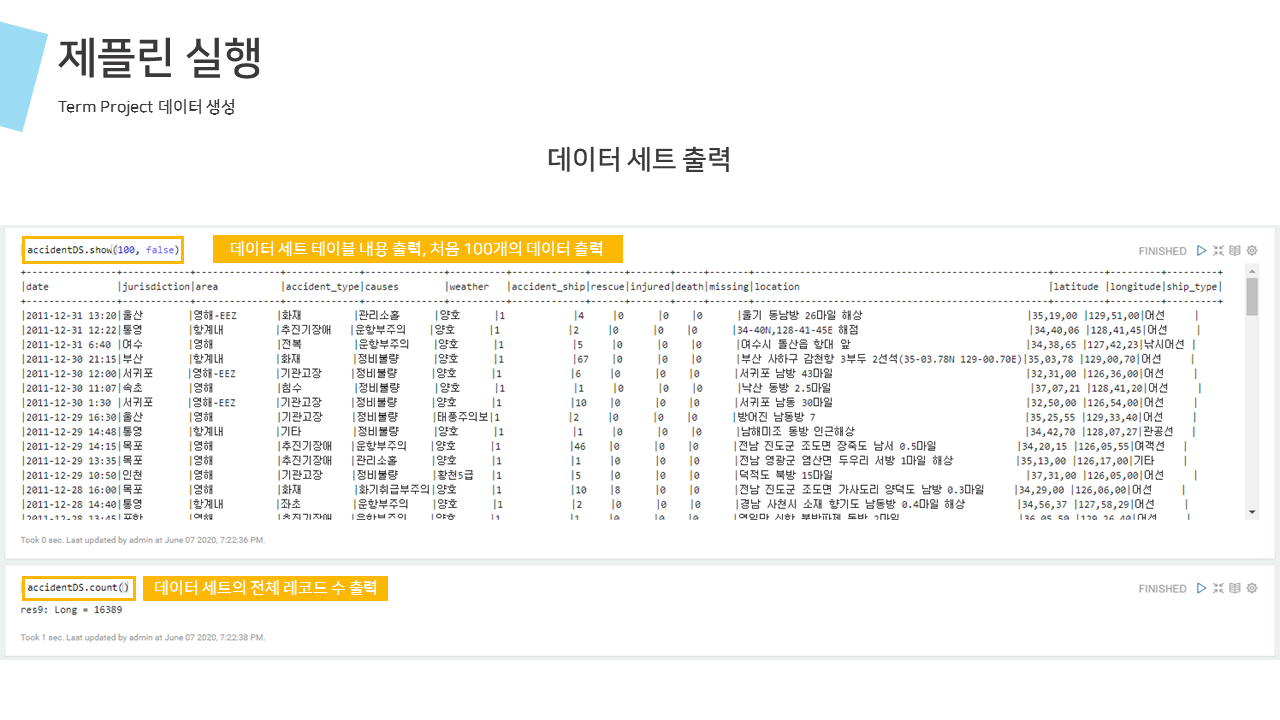 제플린 실행
Term Project 데이터 생성
데이터 세트 출력
accidentDS.show(100, false)
데이터 세트 테이블 내용 출력, 처음 100개의 데이터 출력
FINISHED
|date |jurisdiction|area |accident_type|causes |weather |accident_ship|rescue|injured|death|missing|location |latitude |longitude|ship_type|
|2011-12-31 13:20|울산 |영해-EEZ |화재 |관리소홀 |양호 |1 |4 |0 |0 |0 |울기 동남방 26마일 해상 |35,19,00 |129,51,00|어선 |
|2011-12-31 12:22|통영 |항계내 |추진기장애 |운항부주의 |양호 |1 |2 |0 |0 |0 |34-40N,128-41-45E 해점 |34,40,06 |128,41,45|어선 |
|2011-12-31 6:40 |여수 |영해 |전복 |운항부주의 |양호 |1 |5 |0 |0 |0 |여수시 돌산읍 항대 앞 |34,38,65 |127,42,23|낚시어선 |
|2011-12-30 21:15|부산 |항계내 |화재 |정비불량 |양호 |1 |67 |0 |0 |0 |부산 사하구 감천항 3부두 2선석(35-03.78N 129-00.70E)|35,03,78 |129,00,70|어선 |
|2011-12-30 12:00|서귀포 |영해-EEZ |기관고장 |정비불량 |양호 |1 |6 |0 |0 |0 |서귀포 남방 43마일 |32,31,00 |126,36,00|어선 |
|2011-12-30 11:07|속초 |영해 |침수 |정비불량 |양호 |1 |1 |0 |0 |0 |낙산 동방 2.5마일 |37,07,21 |128,41,20|어선 |
|2011-12-30 1:30 |서귀포 |영해-EEZ |기관고장 |정비불량 |양호 |1 |10 |0 |0 |0 |서귀포 남동 30마일 |32,50,00 |126,54,00|어선 |
|2011-12-29 16:30|울산 |영해 |기관고장 |정비불량 |태풍주의보|1 |2 |0 |0 |0 |방어진 남동방 7 |35,25,55 |129,33,40|어선 |
|2011-12-29 14:48|통영 |항계내 |기타 |정비불량 |양호 |1 |1 |0 |0 |0 |남해미조 동방 인근해상 |34,42,70 |128,07,27|관공선 |
|2011-12-29 14:15|목포 |영해 |추진기장애 |운항부주의 |양호 |1 |46 |0 |0 |0 |전남 진도군 조도면 장죽도 남서 0.5마일 |34,20,15 |126,05,55|여객선 |
|2011-12-29 13:35|목포 |영해 |추진기장애 |관리소홀 |양호 |1 |1 |0 |0 |0 |전남 영광군 염산면 두우리 서방 1마일 해상 |35,13,00 |126,17,00|기타 |
|2011-12-29 10:50|인천 |영해 |기관고장 |정비불량 |황천5급 |1 |5 |0 |0 |0 |덕적도 북방 15마일 |37,31,00 |126,05,00|어선 |
|2011-12-28 16:00|목포 |영해 |화재 |화기취급부주의|양호 |1 |10 |8 |0 |0 |전남 진도군 조도면 가사도리 양덕도 남방 0.3마일 |34,29,00 |126,06,00|어선 |
|2011-12-28 14:40|통영 |항계내 |좌초 |운항부주의 |양호 |1 |2 |0 |0 |0 |경남 사천시 소재 향기도 남동방 0.4마일 해상 |34,56,37 |127,58,29|어선 |
|2011-12-28 13:45|포항 |영해 |추진기장애 |운항부주의 |양호 |1 |1 |0 |0 |0 |영일만 신항 북방파제 동방 2마일 |36,05,50 |129,26,40|어선 |
Took 0 sec. Last updated by admin at June 07 2020, 7:22:36 PM.
accidentDS.count()
데이터 세트의 전체 레코드 수 출력
FINISHED
res9: Long = 16389
Took 1 sec. Last updated by admin at June 07 2020, 7:22:38 PM.